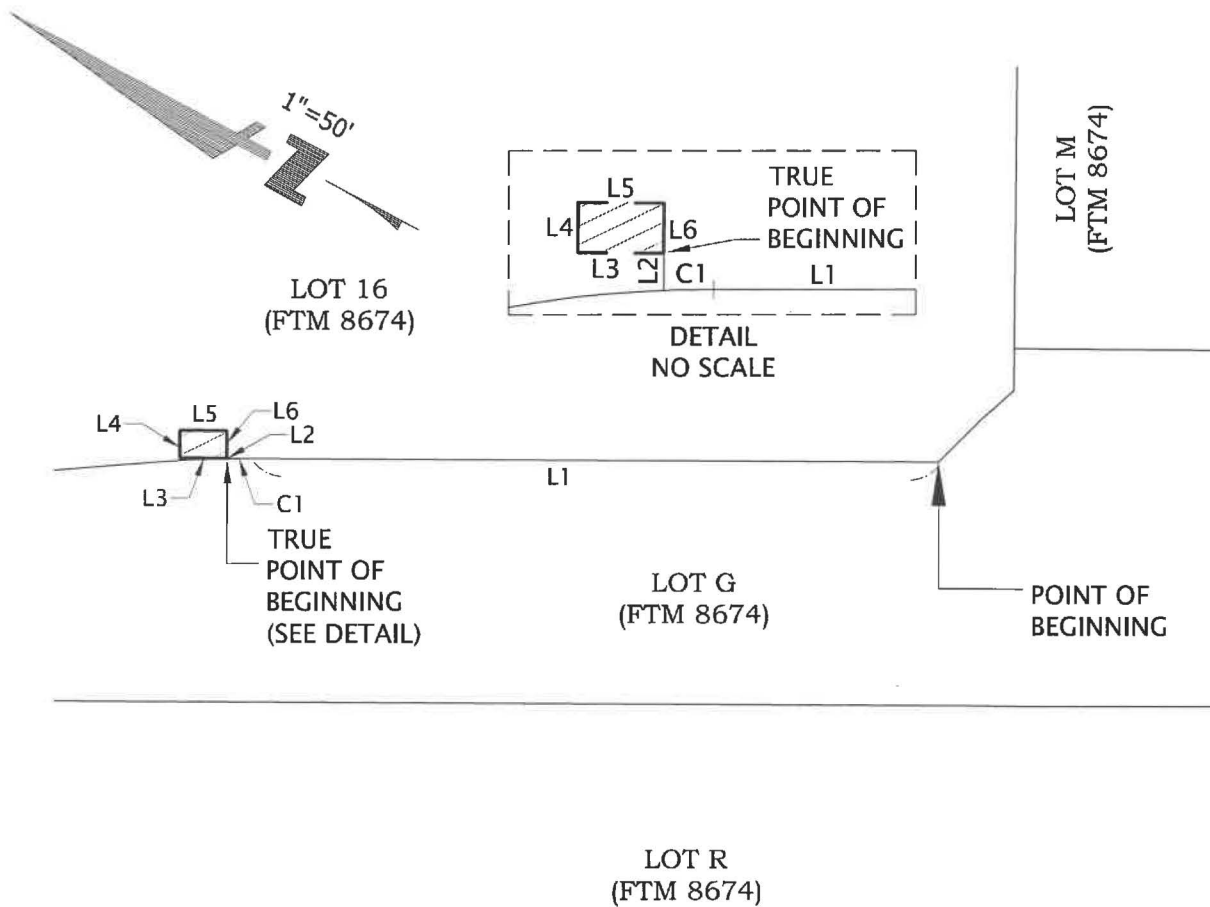 1"=50'
Z
LOT 16
(FTM 8674)
L5
L4
L6
L3
L2
C1
L1
TRUE
POINT OF
BEGINNING
DETAIL
NO SCALE
LOT M
(FTM 8674)
L4
L5
L6
L2
L3
C1
L1
TRUE
POINT OF
BEGINNING
(SEE DETAIL)
LOT G
(FTM 8674)
POINT OF
BEGINNING
LOT R
(FTM 8674)